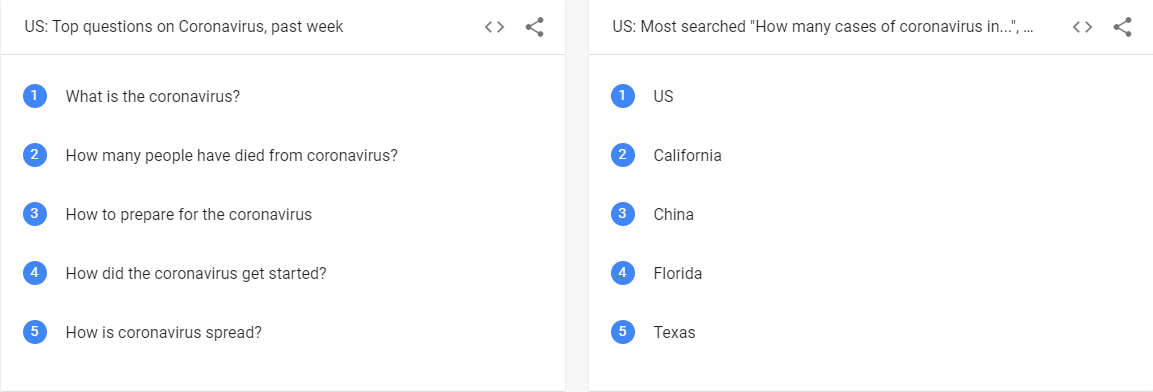 US: Top questions on Coronavirus, past week
1 What is the coronavirus?
2 How many people have died from coronavirus?
3 How to prepare for the coronavirus
4 How did the coronavirus get started?
5 How is coronavirus spread?
US: Most searched "How many cases of coronavirus in...", ...
1 US
2 California
3 China
4 Florida
5 Texas